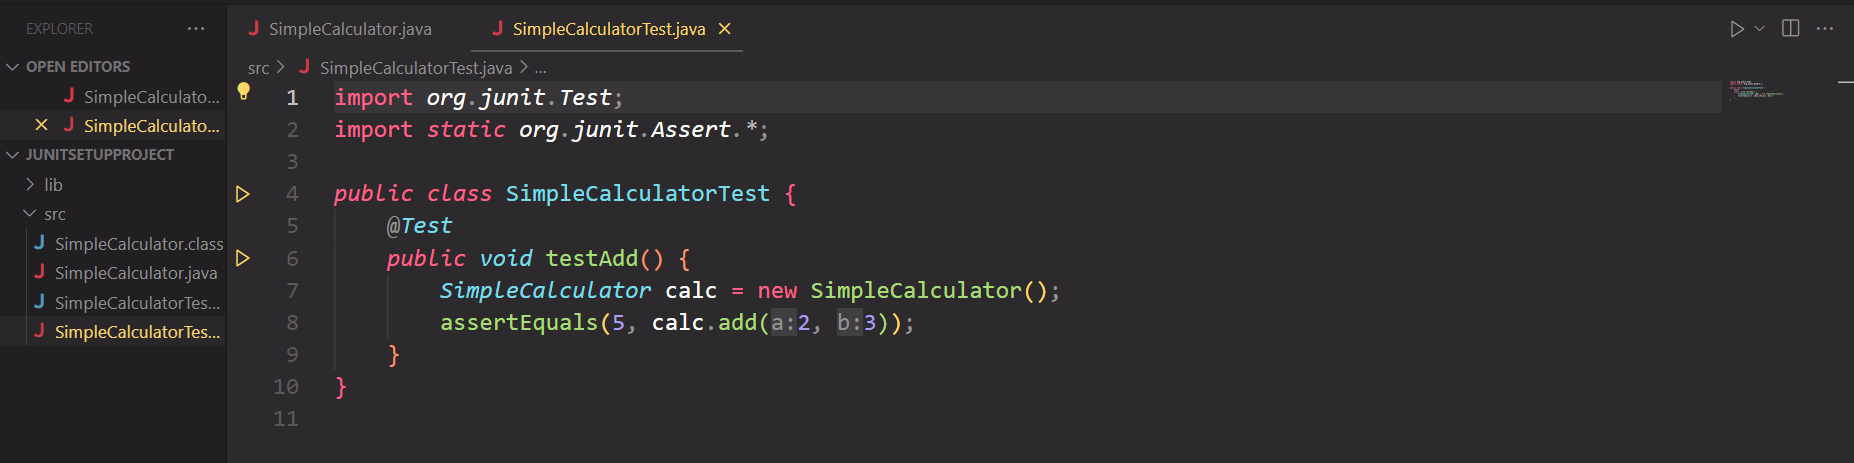 EXPLORER ...
SimpleCalculator.java
SimpleCalculatorTest.java
OPEN EDITORS
SimpleCalculato...
SimpleCalculato...
JUNITSETUPPROJECT
lib
src
SimpleCalculator.class
SimpleCalculator.java
SimpleCalculatorTes...
SimpleCalculatorTes...
src > SimpleCalculatorTest.java > ...
1 import org.junit.Test;
2 import static org.junit.Assert.*;
3
4 public class SimpleCalculatorTest {
5 @Test
6 public void testAdd() {
7 SimpleCalculator calc = new SimpleCalculator();
8 assertEquals(5, calc.add(a:2, b:3));
9 }
10 }
11